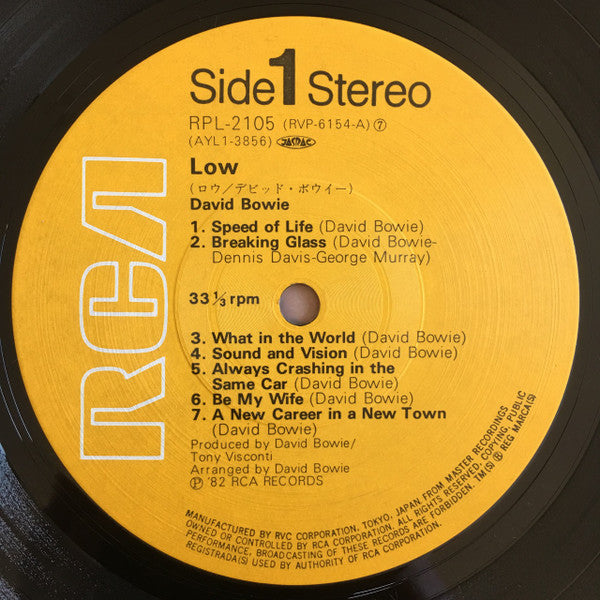 Side 1 Stereo
RPL-2105 (RVP-6154-A) ⑦
(AYL1-3856) JASRAC
Low
(ロウ/デビッド・ボウイー)
David Bowie
1. Speed of Life (David Bowie)
2. Breaking Glass (David Bowie-
Dennis Davis-George Murray)
33 1/3 rpm
3. What in the World (David Bowie)
4. Sound and Vision (David Bowie)
5. Always Crashing in the
Same Car (David Bowie)
6. Be My Wife (David Bowie)
7. A New Career in a New Town
(David Bowie)
Produced by David Bowie/
Tony Visconti
Arranged by David Bowie
Ⓟ '82 RCA RECORDS
RCA
MANUFACTURED BY RVC CORPORATION, TOKYO, JAPAN, FROM MASTER RECORDINGS
OWNED OR CONTROLLED BY RCA CORPORATION. ALL RIGHTS RESERVED, COPYING, PUBLIC
PERFORMANCE, BROADCASTING OF THESE RECORDS ARE FORBIDDEN. TM(S) ® REG MARCA(S)
REGISTRADA(S) USED BY AUTHORITY OF RCA CORPORATION.